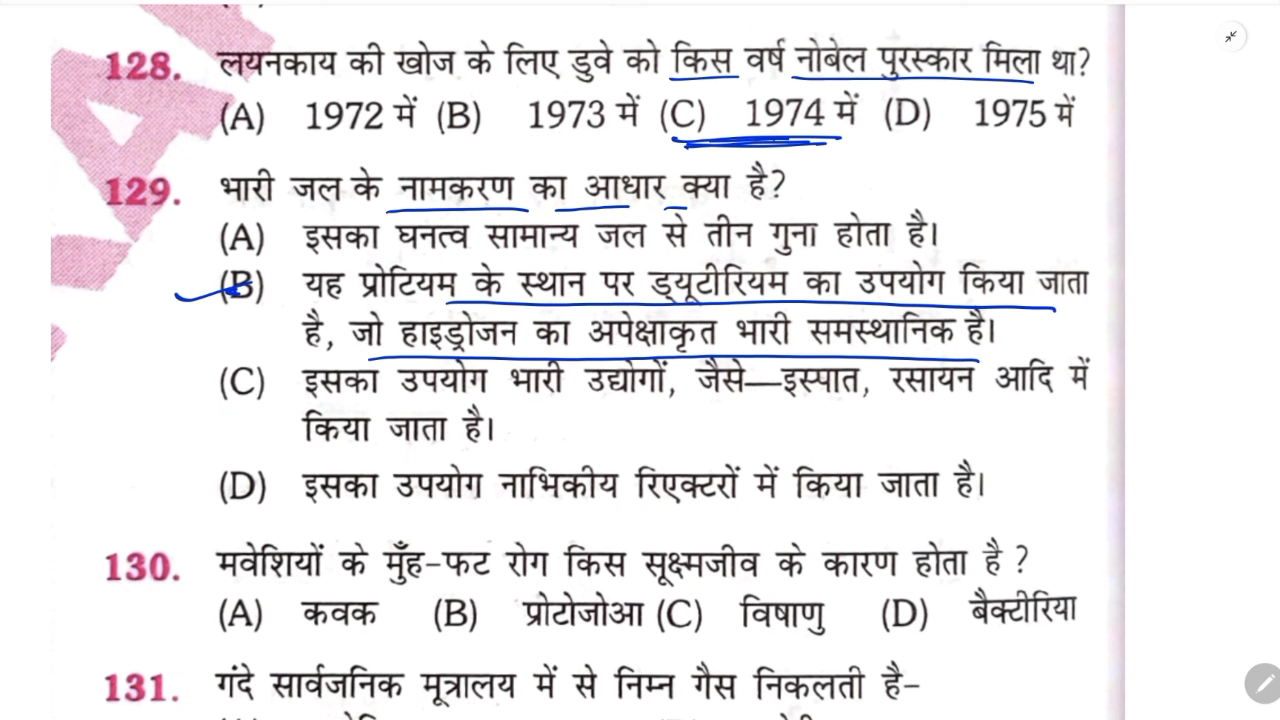 128. लयनकाय की खोज के लिए डुवे को किस वर्ष नोबेल पुरस्कार मिला था?
(A) 1972 में (B) 1973 में (C) 1974 में (D) 1975 में
129. भारी जल के नामकरण का आधार क्या है?
(A) इसका घनत्व सामान्य जल से तीन गुना होता है।
(B) यह प्रोटियम के स्थान पर ड्यूटीरियम का उपयोग किया जाता
है, जो हाइड्रोजन का अपेक्षाकृत भारी समस्थानिक है।
(C) इसका उपयोग भारी उद्योगों, जैसे—इस्पात, रसायन आदि में
किया जाता है।
(D) इसका उपयोग नाभिकीय रिएक्टरों में किया जाता है।
130. मवेशियों के मुँह-फट रोग किस सूक्ष्मजीव के कारण होता है ?
(A) कवक (B) प्रोटोजोआ (C) विषाणु (D) बैक्टीरिया
131. गंदे सार्वजनिक मूत्रालय में से निम्न गैस निकलती है-